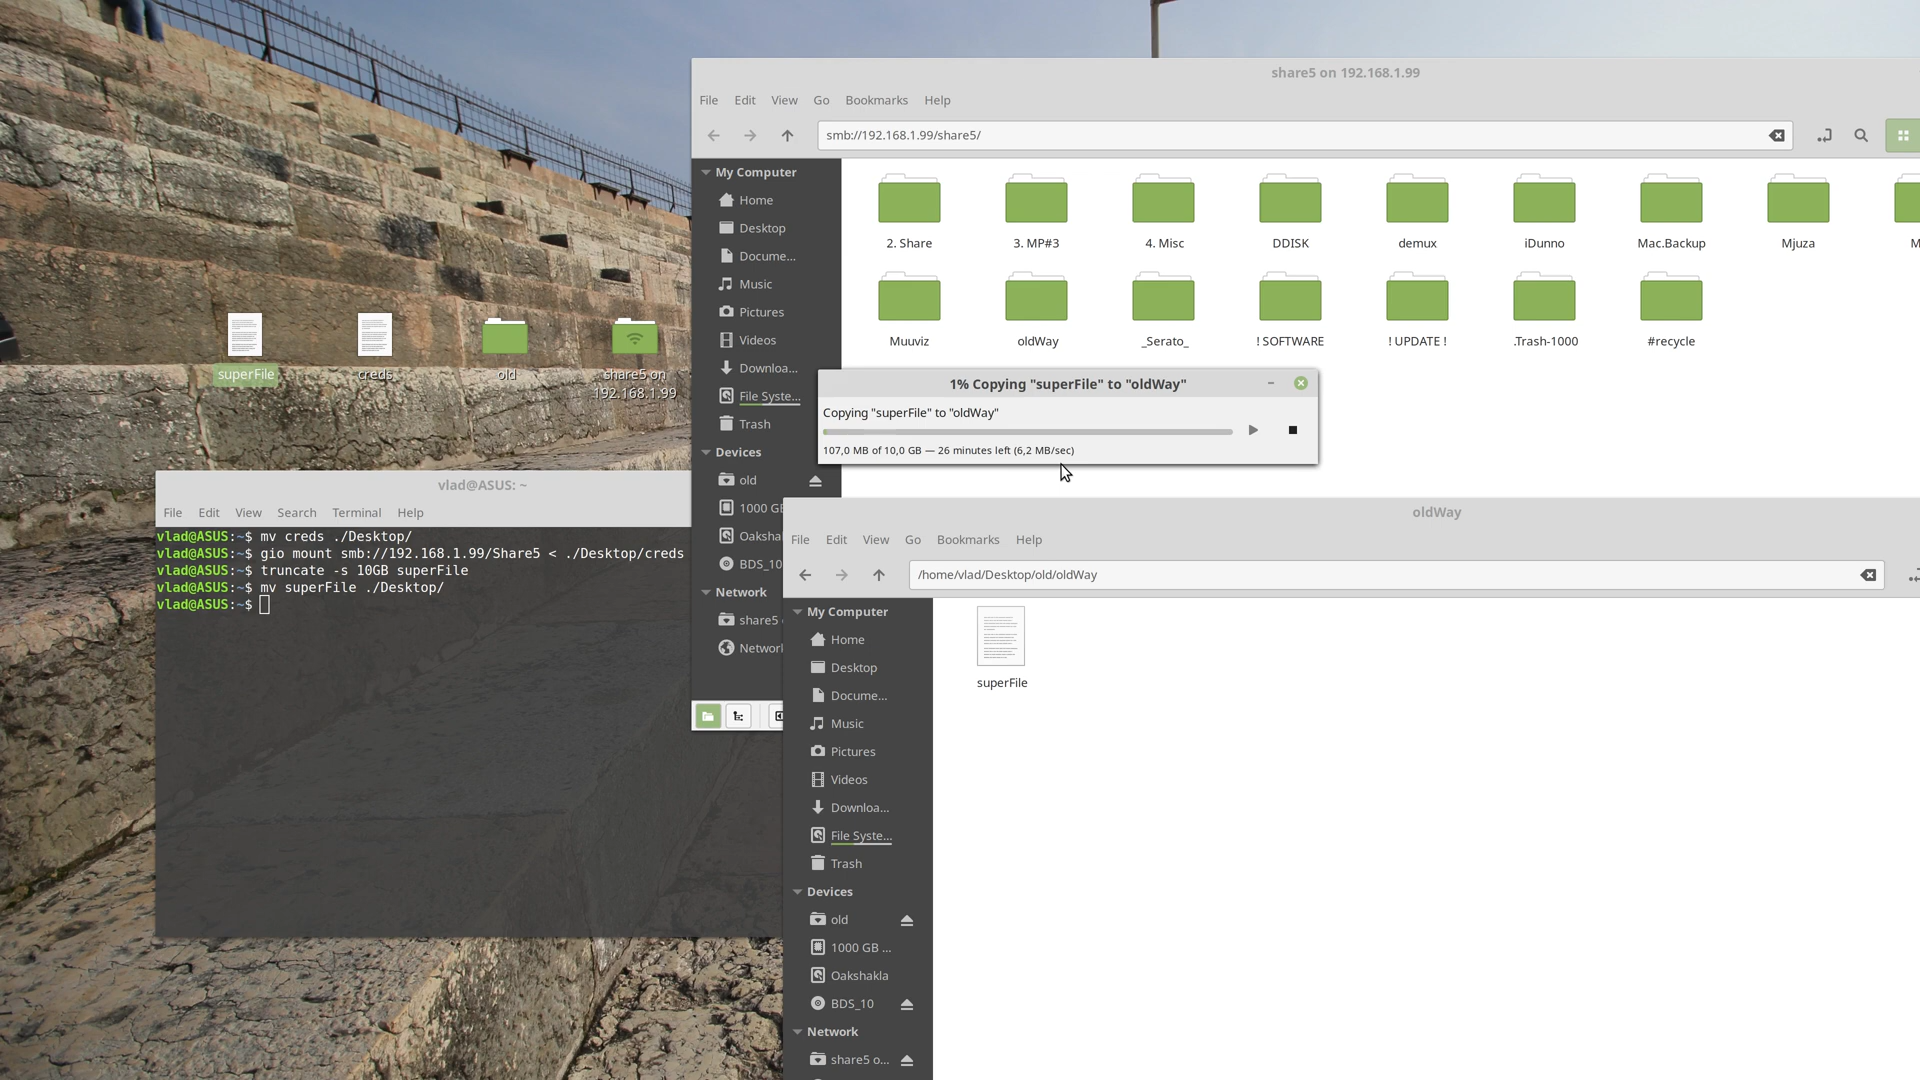 share5 on 192.168.1.99
File Edit View Go Bookmarks Help
smb://192.168.1.99/share5/
My Computer
Home
Desktop
Docume...
Music
Pictures
Videos
Downloa...
File Syste...
Trash
Devices
old
1000 GB
Oaksha
BDS_10
Network
share5
Networ
2. Share 3. MP#3 4. Misc DDISK demux iDunno Mac.Backup Mjuza M
Muuviz oldWay _Serato_ ! SOFTWARE ! UPDATE ! .Trash-1000 #recycle
superFile creds old share5 on
192.168.1.99
1% Copying "superFile" to "oldWay"
Copying "superFile" to "oldWay"
107,0 MB of 10,0 GB — 26 minutes left (6,2 MB/sec)
vlad@ASUS: ~
File Edit View Search Terminal Help
vlad@ASUS:~$ mv creds ./Desktop/
vlad@ASUS:~$ gio mount smb://192.168.1.99/Share5 < ./Desktop/creds
vlad@ASUS:~$ truncate -s 10GB superFile
vlad@ASUS:~$ mv superFile ./Desktop/
vlad@ASUS:~$
oldWay
File Edit View Go Bookmarks Help
/home/vlad/Desktop/old/oldWay
My Computer
Home
Desktop
Docume...
Music
Pictures
Videos
Downloa...
File Syste...
Trash
Devices
old
1000 GB ...
Oakshakla
BDS_10
Network
share5 o...
superFile